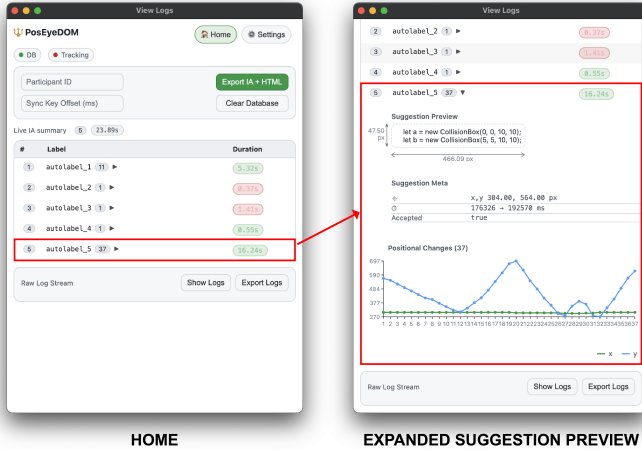 View Logs
PosEyeDOM
Home
Settings
DB
Tracking
Participant ID
Export IA + HTML
Sync Key Offset (ms)
Clear Database
Live IA summary 5 23.89s
# Label Duration
1 autolabel_1 11 ▶ 5.32s
2 autolabel_2 1 ▶ 0.37s
3 autolabel_3 1 ▶ 1.41s
4 autolabel_4 1 ▶ 0.55s
5 autolabel_5 37 ▶ 16.24s
Raw Log Stream Show Logs Export Logs
HOME
View Logs
2 autolabel_2 1 ▶ 0.37s
3 autolabel_3 1 ▶ 1.41s
4 autolabel_4 1 ▶ 0.55s
5 autolabel_5 37 ▼ 16.24s
Suggestion Preview
47.50 px
let a = new CollisionBox(0, 0, 10, 10);
let b = new CollisionBox(5, 5, 10, 10);
466.09 px
Suggestion Meta
x,y 304.00, 564.00 px
176326 → 192570 ms
Accepted true
Positional Changes (37)
697
590
484
377
270
1 2 3 4 5 6 7 8 9 10 11 12 13 14 15 16 17 18 19 20 21 22 23 24 25 26 27 28 29 30 31 32 33 34 35 36 37
x y
Raw Log Stream Show Logs Export Logs
EXPANDED SUGGESTION PREVIEW